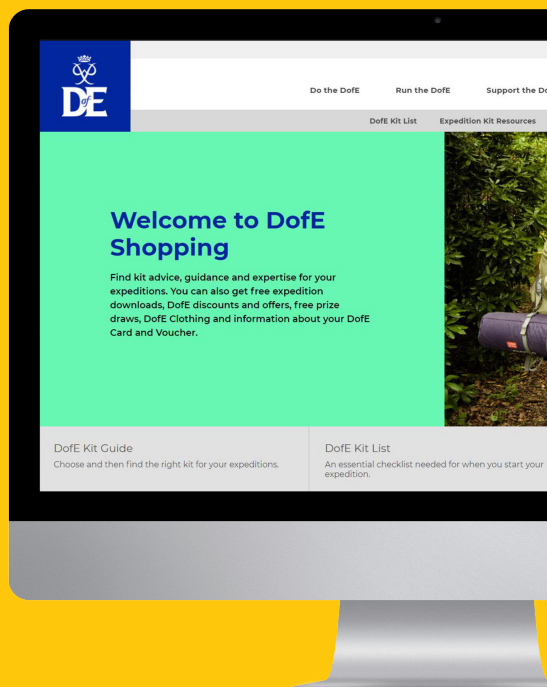 DofE
Do the DofE
Run the DofE
Support the Do
DofE Kit List
Expedition Kit Resources
Welcome to DofE
Shopping
Find kit advice, guidance and expertise for your
expeditions. You can also get free expedition
downloads, DofE discounts and offers, free prize
draws, DofE Clothing and information about your DofE
Card and Voucher.
DofE Kit Guide
Choose and then find the right kit for your expeditions.
DofE Kit List
An essential checklist needed for when you start your
expedition.